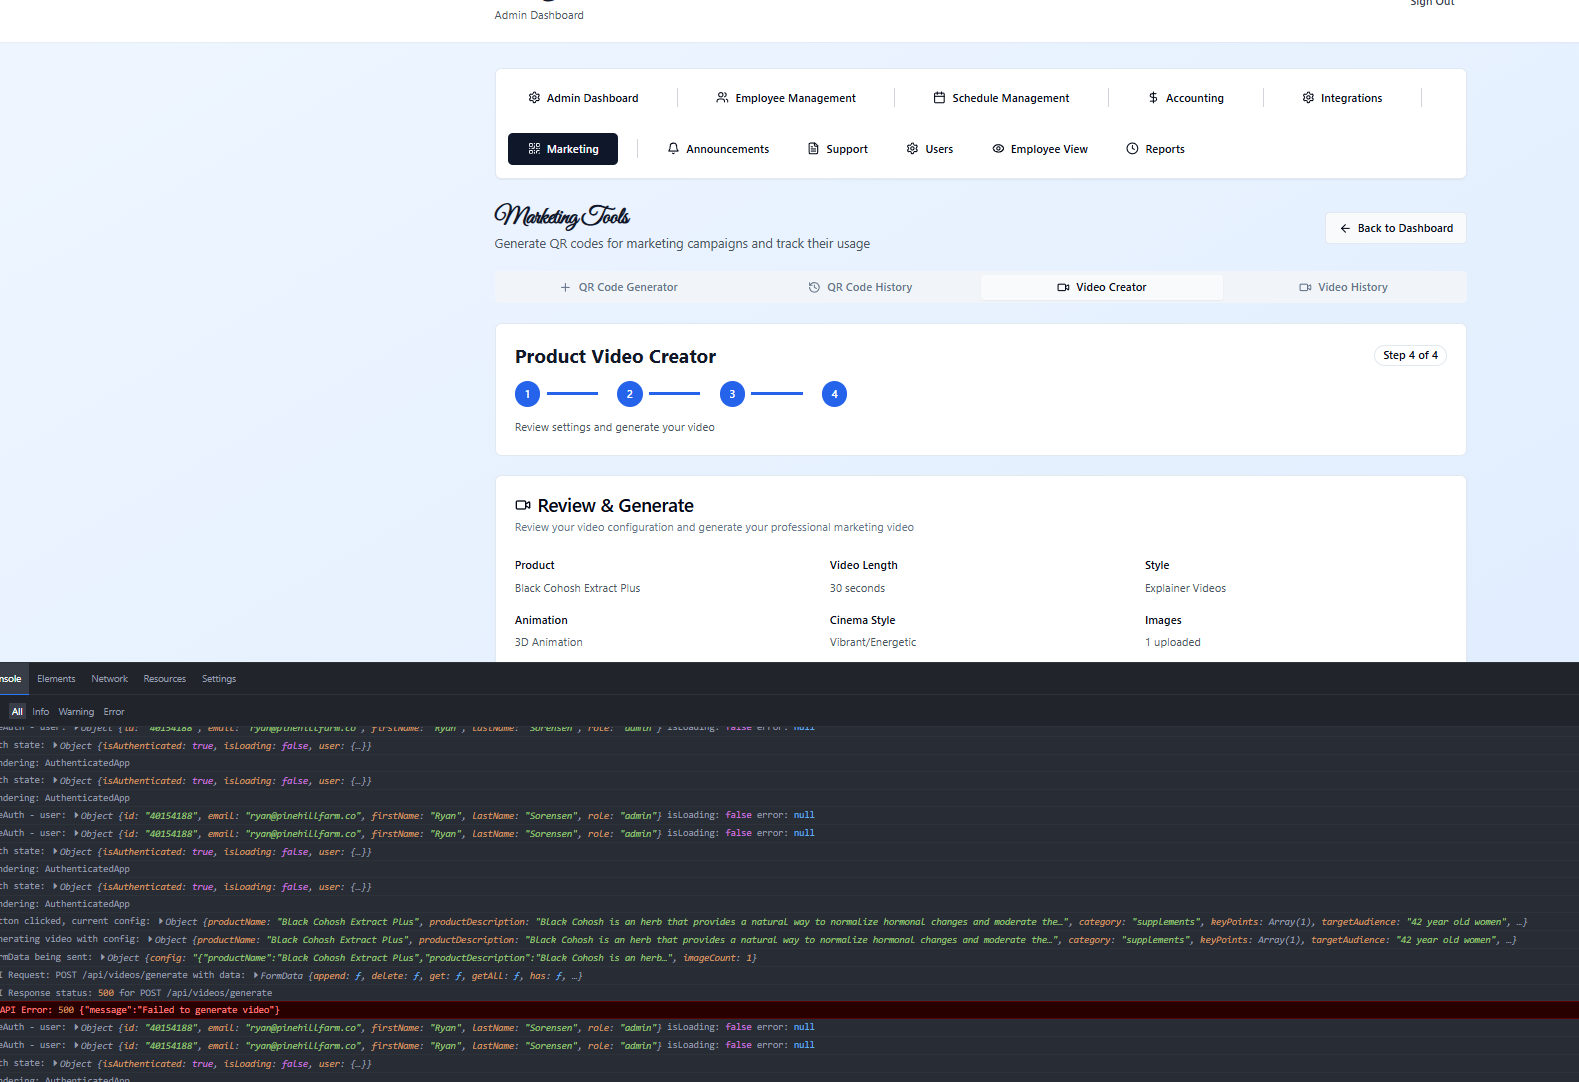 Sign Out
Admin Dashboard
Admin Dashboard Employee Management Schedule Management Accounting Integrations
Marketing Announcements Support Users Employee View Reports
Marketing Tools
Generate QR codes for marketing campaigns and track their usage
Back to Dashboard
QR Code Generator QR Code History Video Creator Video History
Product Video Creator
Step 4 of 4
1 2 3 4
Review settings and generate your video
Review & Generate
Review your video configuration and generate your professional marketing video
Product Video Length Style
Black Cohosh Extract Plus 30 seconds Explainer Videos
Animation Cinema Style Images
3D Animation Vibrant/Energetic 1 uploaded
nsole Elements Network Resources Settings
All Info Warning Error
eAuth - user: Object {id: "40154188", email: "ryan@pinehillfarm.co", firstName: "Ryan", lastName: "Sorensen", role: "admin"} isLoading: false error: null
th state: Object {isAuthenticated: true, isLoading: false, user: {…}}
ndering: AuthenticatedApp
th state: Object {isAuthenticated: true, isLoading: false, user: {…}}
ndering: AuthenticatedApp
eAuth - user: Object {id: "40154188", email: "ryan@pinehillfarm.co", firstName: "Ryan", lastName: "Sorensen", role: "admin"} isLoading: false error: null
eAuth - user: Object {id: "40154188", email: "ryan@pinehillfarm.co", firstName: "Ryan", lastName: "Sorensen", role: "admin"} isLoading: false error: null
th state: Object {isAuthenticated: true, isLoading: false, user: {…}}
ndering: AuthenticatedApp
th state: Object {isAuthenticated: true, isLoading: false, user: {…}}
ndering: AuthenticatedApp
tton clicked, current config: Object {productName: "Black Cohosh Extract Plus", productDescription: "Black Cohosh is an herb that provides a natural way to normalize hormonal changes and moderate the…", category: "supplements", keyPoints: Array(1), targetAudience: "42 year old women", …}
nerating video with config: Object {productName: "Black Cohosh Extract Plus", productDescription: "Black Cohosh is an herb that provides a natural way to normalize hormonal changes and moderate the…", category: "supplements", keyPoints: Array(1), targetAudience: "42 year old women", …}
rmData being sent: Object {config: "{"productName":"Black Cohosh Extract Plus","productDescription":"Black Cohosh is an herb…", imageCount: 1}
I Request: POST /api/videos/generate with data: FormData {append: ƒ, delete: ƒ, get: ƒ, getAll: ƒ, has: ƒ, …}
I Response status: 500 for POST /api/videos/generate
API Error: 500 {"message":"Failed to generate video"}
eAuth - user: Object {id: "40154188", email: "ryan@pinehillfarm.co", firstName: "Ryan", lastName: "Sorensen", role: "admin"} isLoading: false error: null
eAuth - user: Object {id: "40154188", email: "ryan@pinehillfarm.co", firstName: "Ryan", lastName: "Sorensen", role: "admin"} isLoading: false error: null
th state: Object {isAuthenticated: true, isLoading: false, user: {…}}
ndering: AuthenticatedApp